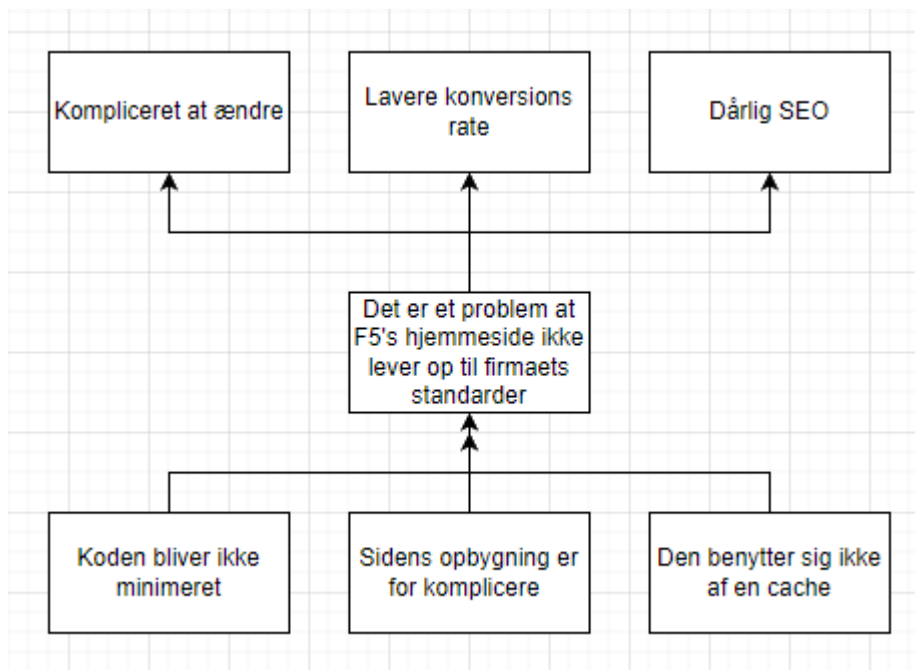 Kompliceret at ændre
Lavere konversions
rate
Dårlig SEO
Det er et problem at
F5's hjemmeside ikke
lever op til firmaets
standarder
Koden bliver ikke
minimeret
Sidens opbygning er
for komplicere
Den benytter sig ikke
af en cache